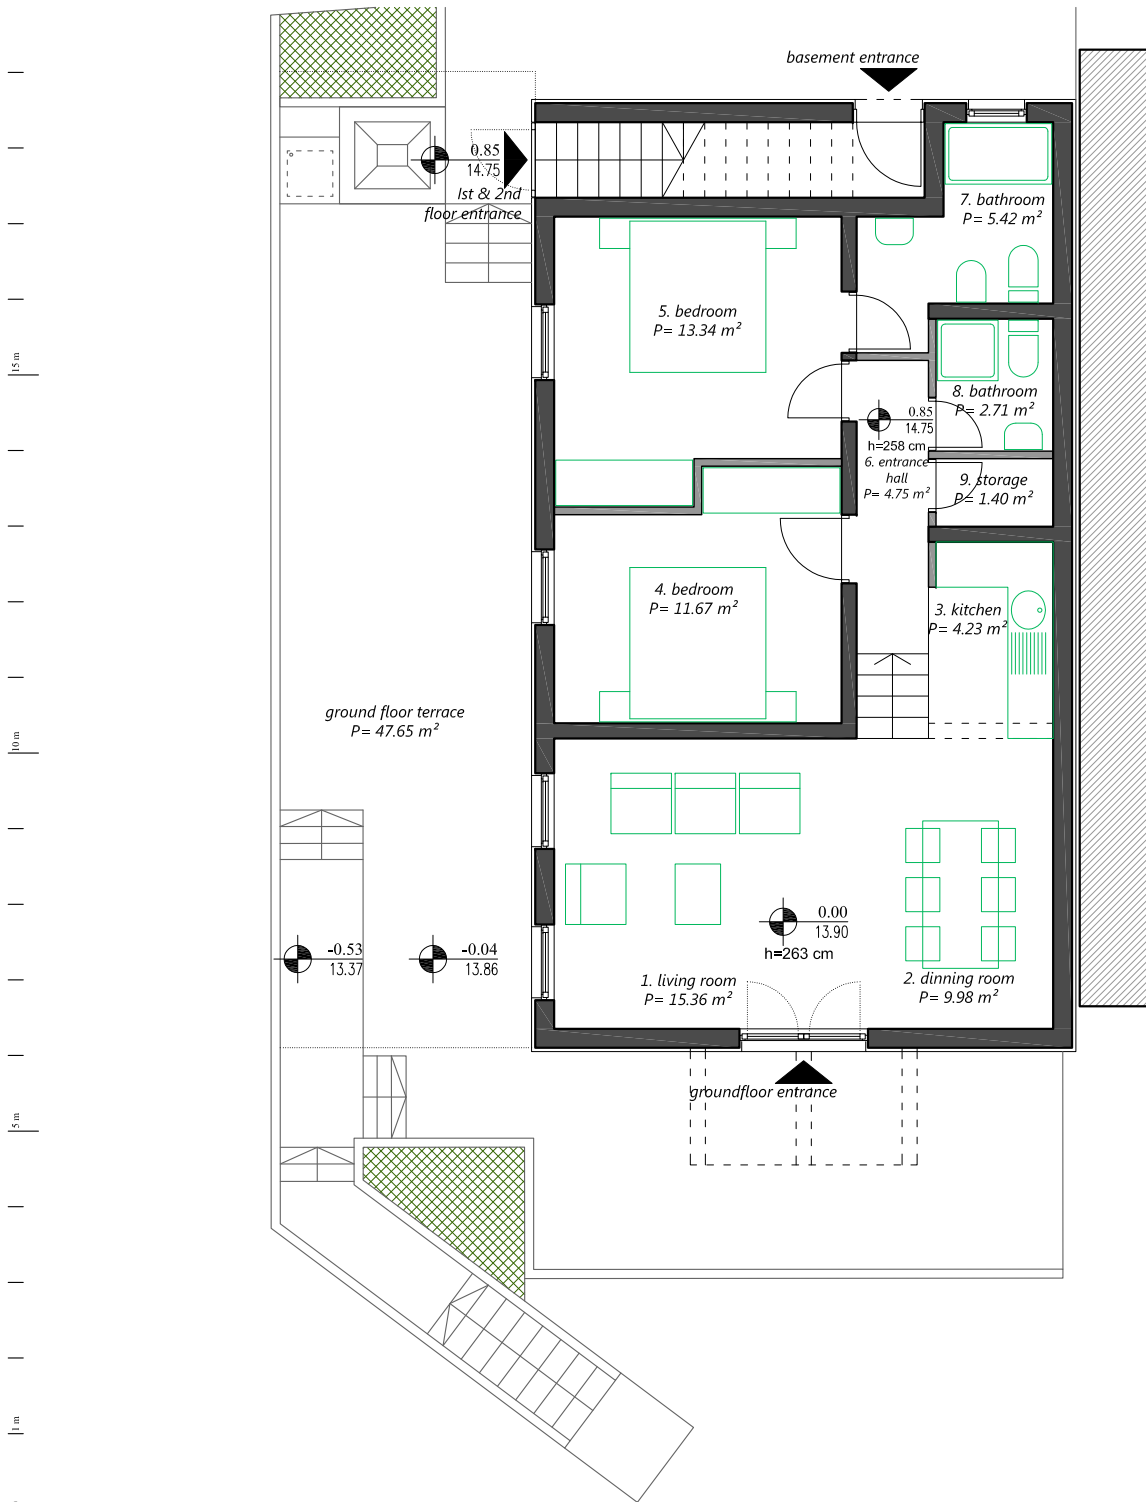 basement entrance
0.85
14.75
Ist & 2nd
floor entrance
7. bathroom
P= 5.42 m²
5. bedroom
P= 13.34 m²
15 m
8. bathroom
P= 2.71 m²
0.85
14.75
h=258 cm
6. entrance
hall
P= 4.75 m²
9. storage
P= 1.40 m²
4. bedroom
P= 11.67 m²
3. kitchen
P= 4.23 m²
ground floor terrace
P= 47.65 m²
10 m
0.00
13.90
h=263 cm
-0.53
13.37
-0.04
13.86
1. living room
P= 15.36 m²
2. dinning room
P= 9.98 m²
groundfloor entrance
5 m
1 m